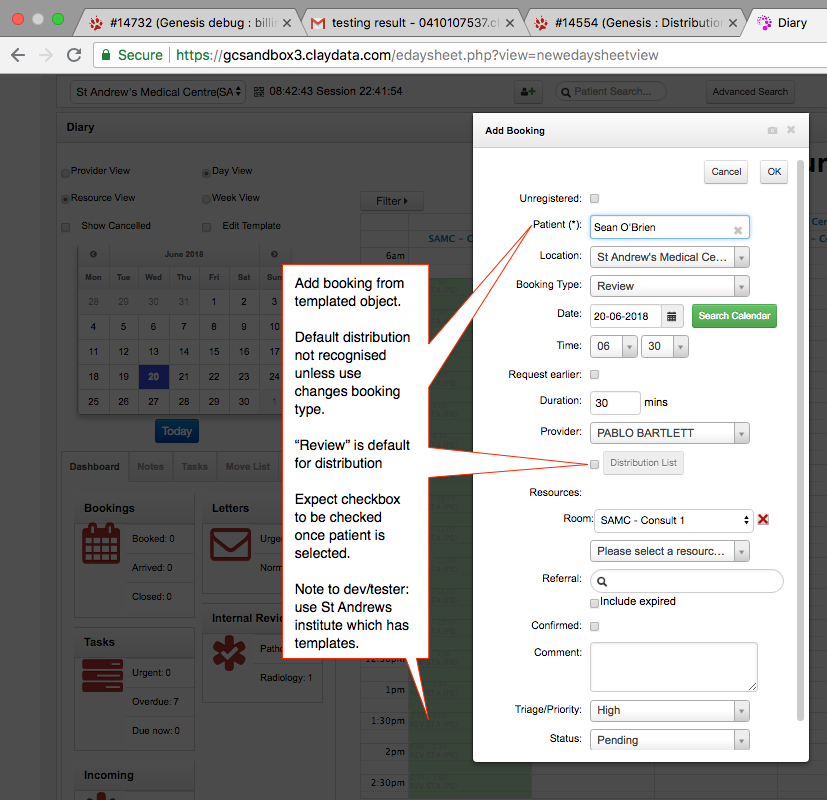 #14732 (Genesis debug : billin
testing result - 0410107537.c
#14554 (Genesis : Distribution
Diary
Secure
https://gcsandbox3.claydata.com/edaysheet.php?view=newedaysheetview
St Andrew's Medical Centre(SA
08:42:43 Session 22:41:54
Patient Search...
Advanced Search
Diary
Provider View
Day View
Resource View
Week View
Show Cancelled
Edit Template
Filter
SAMC - C
June 2018
Mon Tue Wed Thu Fri Sat Sun
28 29 30 31 1 2 3
4 5 6 7 8 9 10
11 12 13 14 15 16
18 19 20 21 22 23 24
25 26 27 28 29 30 1
Today
6am
Dashboard
Notes
Tasks
Move List
Bookings
Booked: 0
Arrived: 0
Closed: 0
Letters
Urge
Norm
Tasks
Urgent: 0
Overdue: 7
Due now: 0
Internal Revie
Patho
Radiology: 1
Incoming
12:30pm
1pm
1:30pm
2pm
2:30pm
Add booking from
templated object.
Default distribution
not recognised
unless use
changes booking
type.
“Review” is default
for distribution
Expect checkbox
to be checked
once patient is
selected.
Note to dev/tester:
use St Andrews
institute which has
templates.
Add Booking
Cancel
OK
Unregistered:
Patient (*):
Sean O'Brien
Location:
St Andrew's Medical Ce...
Booking Type:
Review
Date:
20-06-2018
Search Calendar
Time:
06
30
Request earlier:
Duration:
30
mins
Provider:
PABLO BARTLETT
Distribution List
Resources:
Room:
SAMC - Consult 1
Please select a resourc...
Referral:
Include expired
Confirmed:
Comment:
Triage/Priority:
High
Status:
Pending